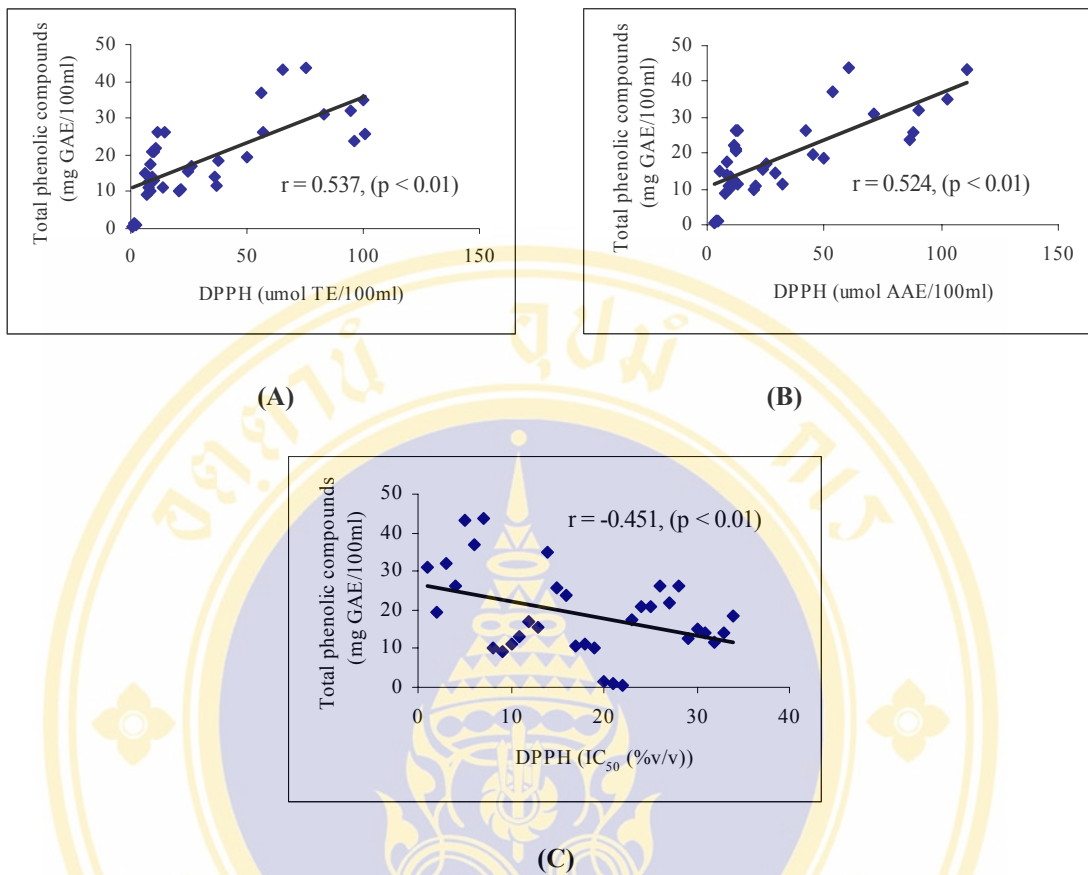 Total phenolic compounds
(mg GAE/100ml)
50
40
30
20
10
0
0
50
100
150
r = 0.537, (p < 0.01)
DPPH (umol TE/100ml)
(A)
Total phenolic compounds
(mg GAE/100ml)
50
40
30
20
10
0
0
50
100
150
r = 0.524, (p < 0.01)
DPPH (umol AAE/100ml)
(B)
Total phenolic compounds
(mg GAE/100ml)
50
40
30
20
10
0
0
10
20
30
40
r = -0.451, (p < 0.01)
DPPH (IC50 (%v/v))
(C)